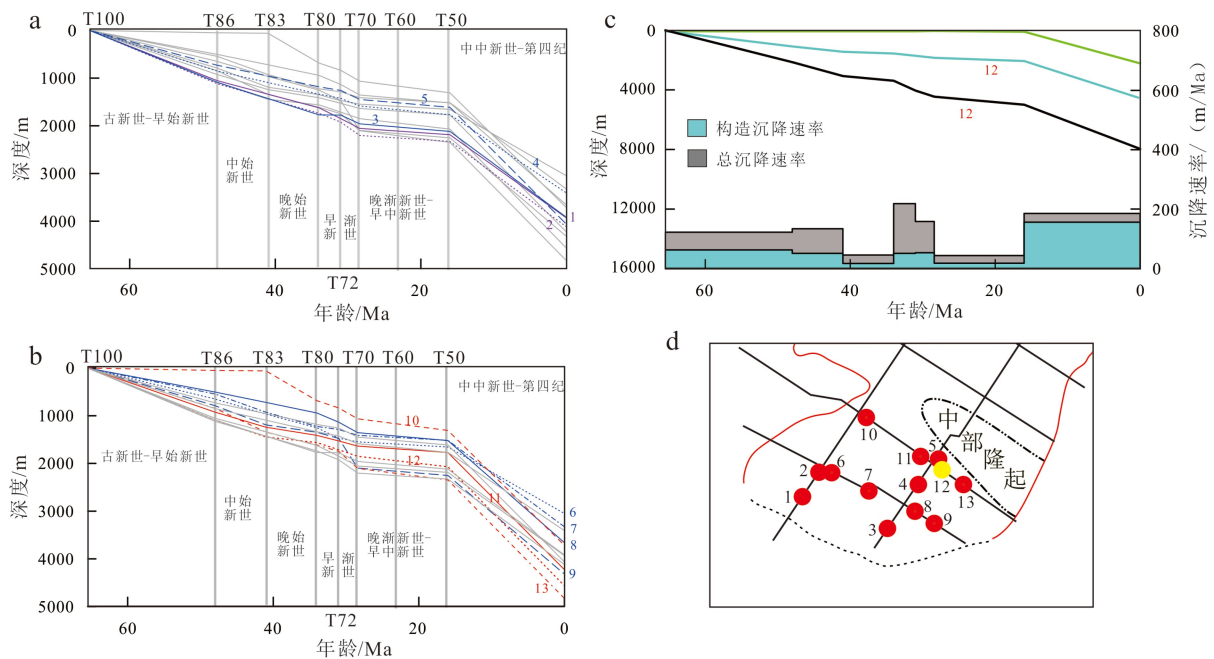 a
T100 T86 T83 T80 T70 T60 T50
0
1000
2000
3000
4000
5000
深度/m
中中新世-第四纪
古新世-早始新世
中始
新世
晚始
新世
早 渐
新 世
晚渐新世-
早中新世
5
3
4
1
2
T72
60 40 20 0
年龄/Ma
b
T100 T86 T83 T80 T70 T60 T50
0
1000
2000
3000
4000
5000
深度/m
中中新世-第四纪
古新世-早始新世
中始
新世
晚始
新世
早 渐
新 世
晚渐新世-
早中新世
10
12
11
6
7
8
9
13
T72
60 40 20 0
年龄/Ma
c
0
4000
8000
12000
16000
深度/m
12
12
构造沉降速率
总沉降速率
800
600
400
200
0
沉降速率/(m/Ma)
60 40 20 0
年龄/Ma
d
中部隆起
10
5
11
2 6
7
4
12
13
1
8
3
9